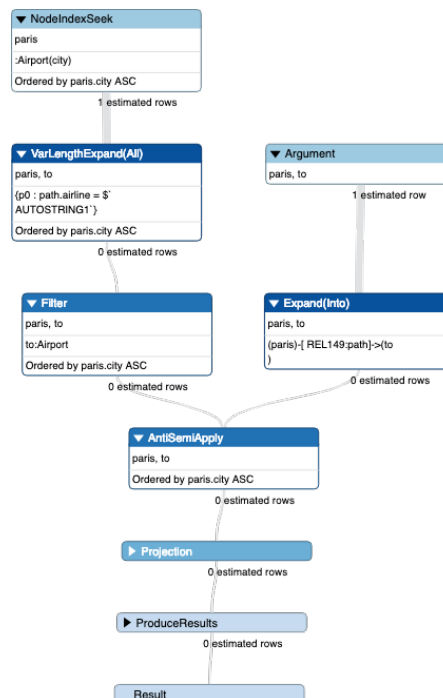 ▼ NodeIndexSeek
paris
:Airport(city)
Ordered by paris.city ASC
1 estimated rows
▼ VarLengthExpand(All)
paris, to
{p0 : path.airline = $`
AUTOSTRING1`}
Ordered by paris.city ASC
0 estimated rows
▼ Argument
paris, to
1 estimated row
▼ Filter
paris, to
to:Airport
Ordered by paris.city ASC
0 estimated rows
▼ Expand(Into)
paris, to
(paris)-[ REL149:path]->(to
)
0 estimated rows
▼ AntiSemiApply
paris, to
Ordered by paris.city ASC
0 estimated rows
▶ Projection
0 estimated rows
▶ ProduceResults
0 estimated rows
Result